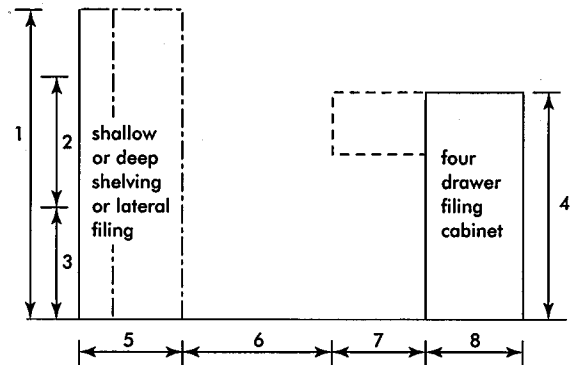 1
2
shallow
or deep
shelving
or lateral
filing
3
four
drawer
filing
cabinet
4
5
6
7
8